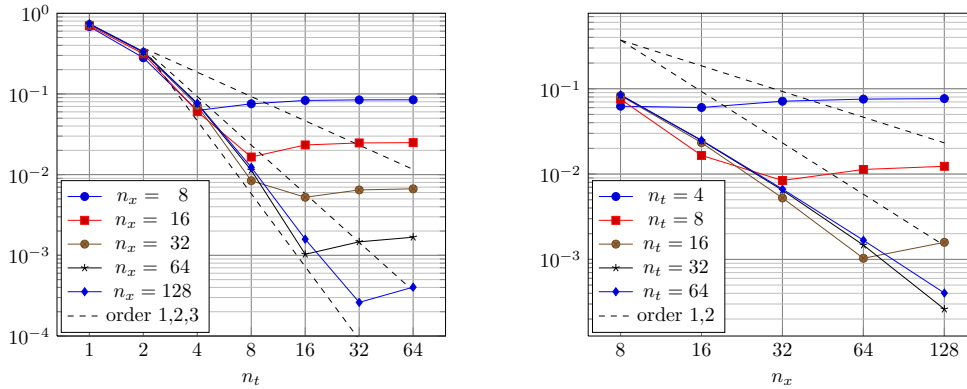 10^0
10^{-1}
10^{-2}
10^{-3}
10^{-4}
n_x = 8
n_x = 16
n_x = 32
n_x = 64
n_x = 128
order 1,2,3
1 2 4 8 16 32 64
n_t
10^{-1}
10^{-2}
10^{-3}
n_t = 4
n_t = 8
n_t = 16
n_t = 32
n_t = 64
order 1,2
8 16 32 64 128
n_x